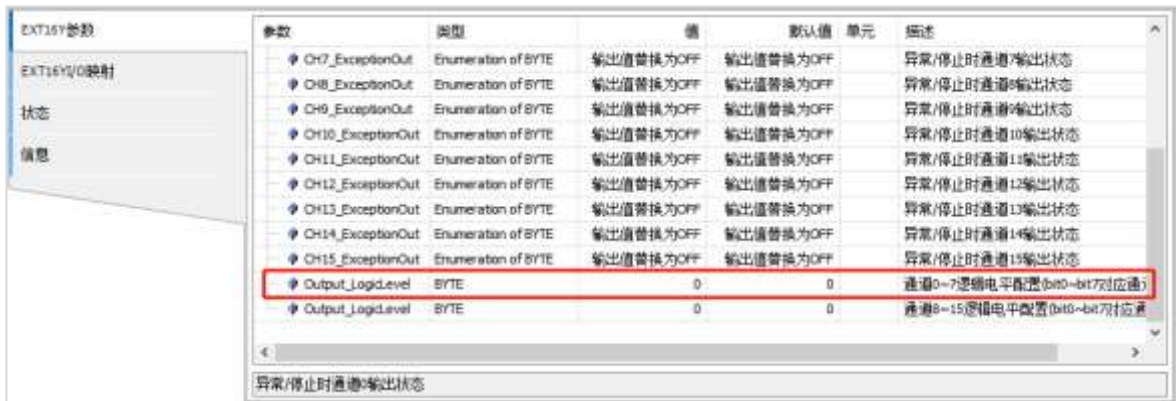 EXT16Y参数
EXT16YI/O映射
状态
信息
参数 类型 值 默认值 单元 描述
CH7_ExceptionOut Enumeration of BYTE 输出值替换为OFF 输出值替换为OFF 异常/停止时通道7输出状态
CH8_ExceptionOut Enumeration of BYTE 输出值替换为OFF 输出值替换为OFF 异常/停止时通道8输出状态
CH9_ExceptionOut Enumeration of BYTE 输出值替换为OFF 输出值替换为OFF 异常/停止时通道9输出状态
CH10_ExceptionOut Enumeration of BYTE 输出值替换为OFF 输出值替换为OFF 异常/停止时通道10输出状态
CH11_ExceptionOut Enumeration of BYTE 输出值替换为OFF 输出值替换为OFF 异常/停止时通道11输出状态
CH12_ExceptionOut Enumeration of BYTE 输出值替换为OFF 输出值替换为OFF 异常/停止时通道12输出状态
CH13_ExceptionOut Enumeration of BYTE 输出值替换为OFF 输出值替换为OFF 异常/停止时通道13输出状态
CH14_ExceptionOut Enumeration of BYTE 输出值替换为OFF 输出值替换为OFF 异常/停止时通道14输出状态
CH15_ExceptionOut Enumeration of BYTE 输出值替换为OFF 输出值替换为OFF 异常/停止时通道15输出状态
Output_LogicLevel BYTE 0 0 通道0~7逻辑电平配置(bit0~bit7对应通
Output_LogicLevel BYTE 0 0 通道8~15逻辑电平配置(bit0~bit7对应通
异常/停止时通道0输出状态